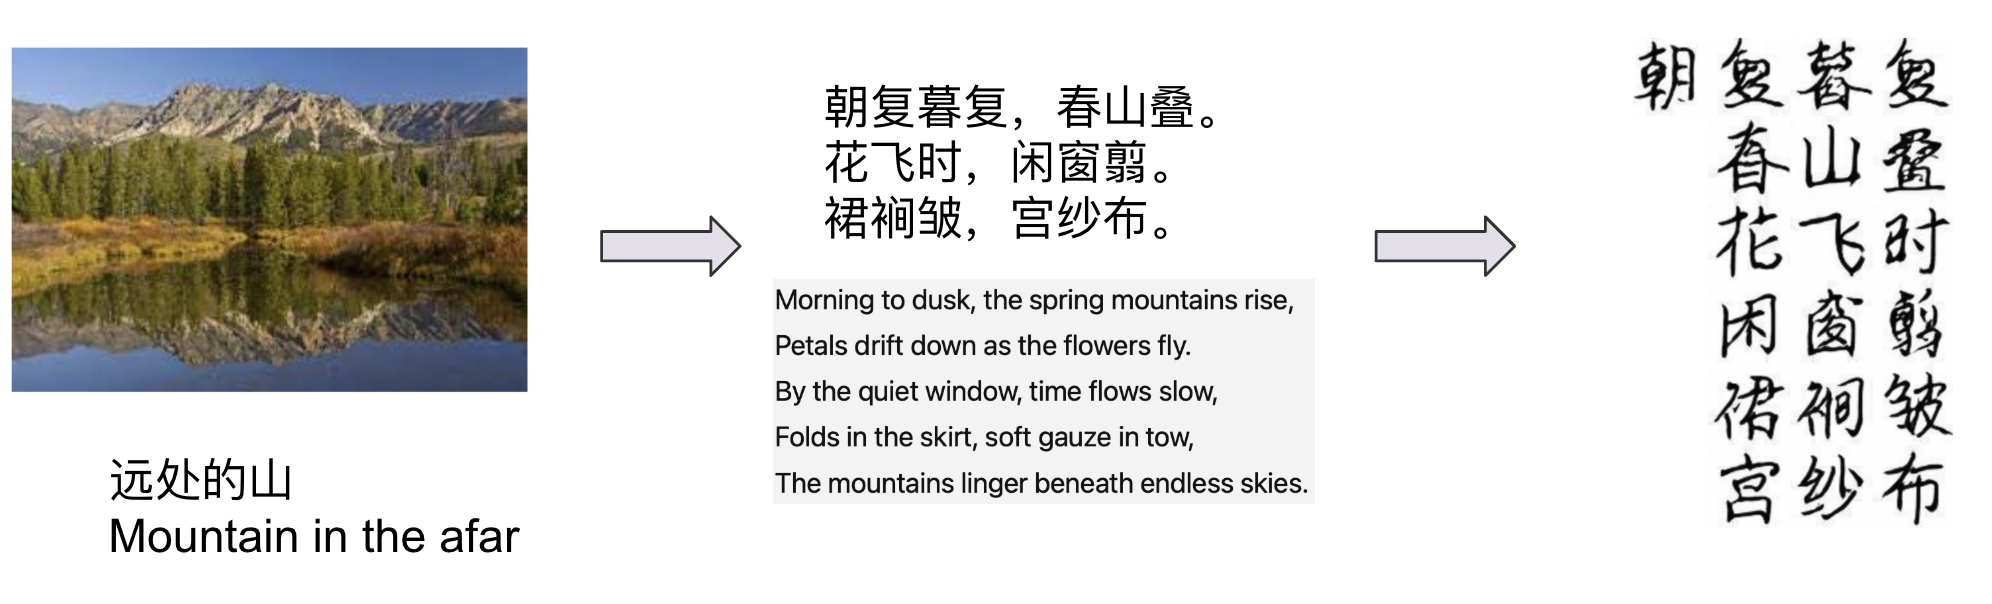 远处的山
Mountain in the afar
朝复暮复，春山叠。
花飞时，闲窗翦。
裙裥皱，宫纱布。
Morning to dusk, the spring mountains rise,
Petals drift down as the flowers fly.
By the quiet window, time flows slow,
Folds in the skirt, soft gauze in tow,
The mountains linger beneath endless skies.
朝复暮复
春山叠
花飞时
闲窗翦
裙裥皱
宫纱布